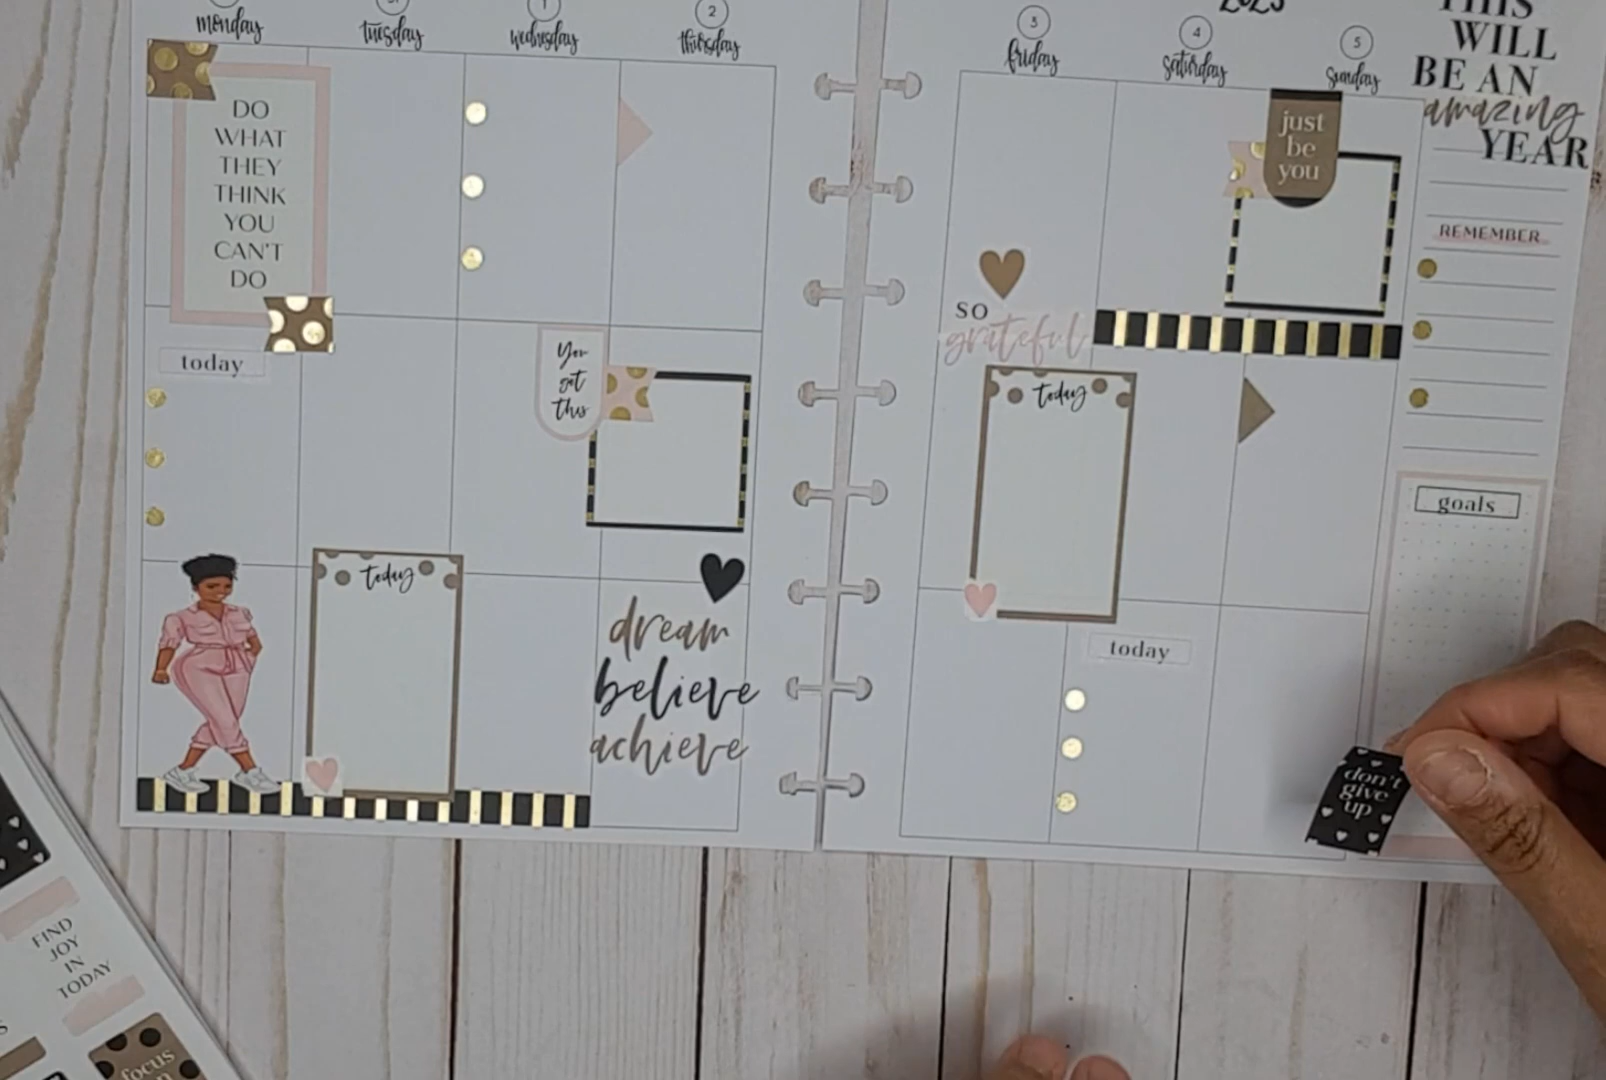 monday
tuesday
1
wednesday
2
thursday
3
friday
4
saturday
5
sunday
2023
THIS
WILL
BE AN
amazing
YEAR
DO
WHAT
THEY
THINK
YOU
CAN'T
DO
just
be
you
REMEMBER
so
grateful
today
You
got
this
today
goals
today
dream
believe
achieve
today
don't
give
up
FIND
JOY
IN
TODAY
focus